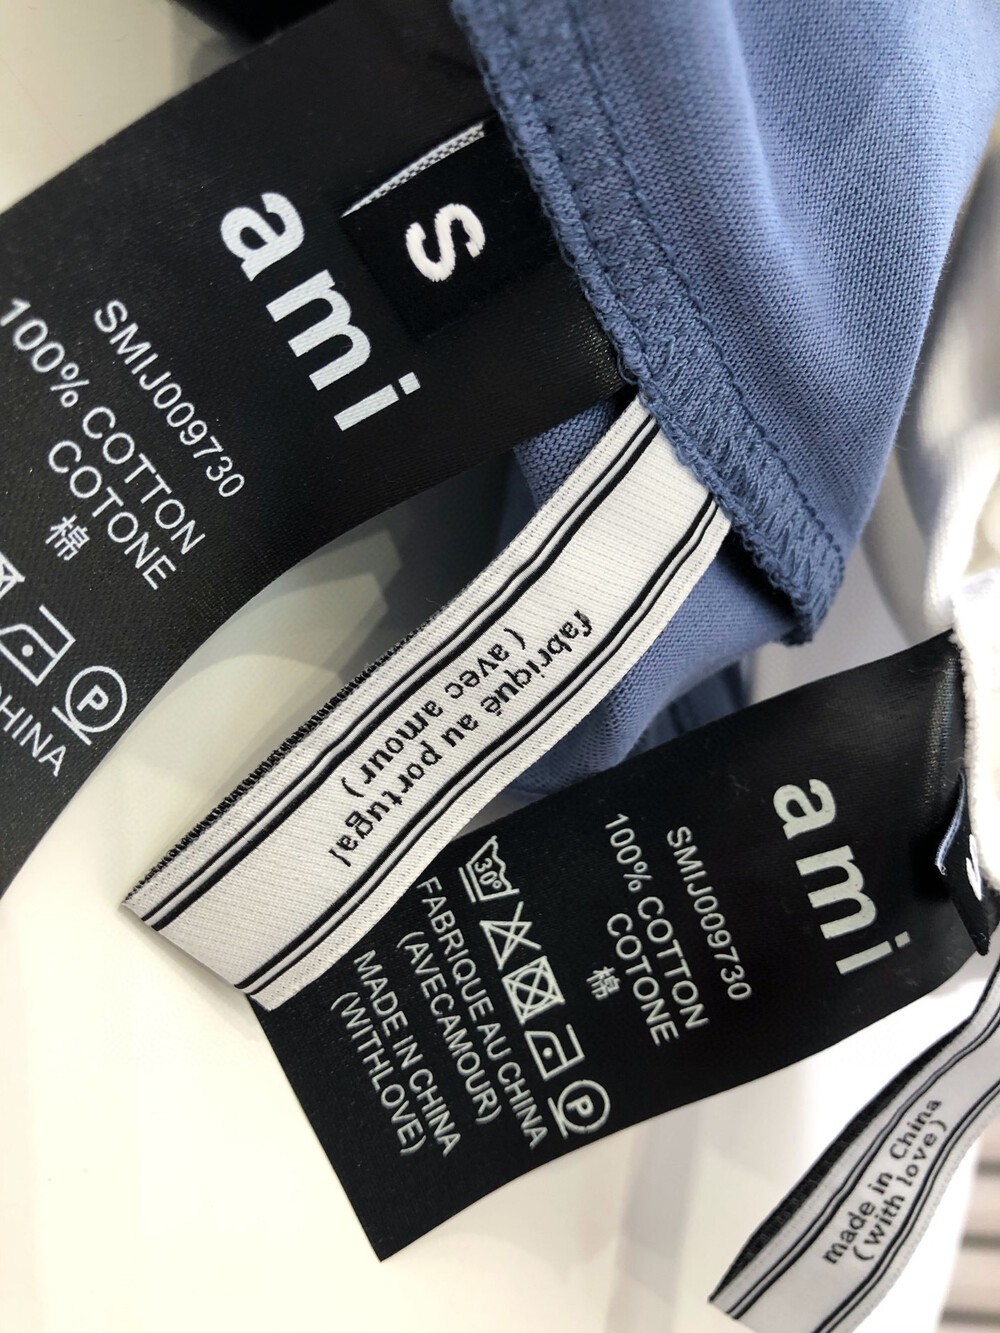 S
ami
SMIJ009730
100% COTTON
COTONE
棉
P
CHINA
fabriqué au portugal
(avec amour)
ami
SMIJ009730
100% COTTON
COTONE
棉
30°
P
FABRIQUE AU CHINA
(AVECAMOUR)
MADE IN CHINA
(WITHLOVE)
made in China
(with love)